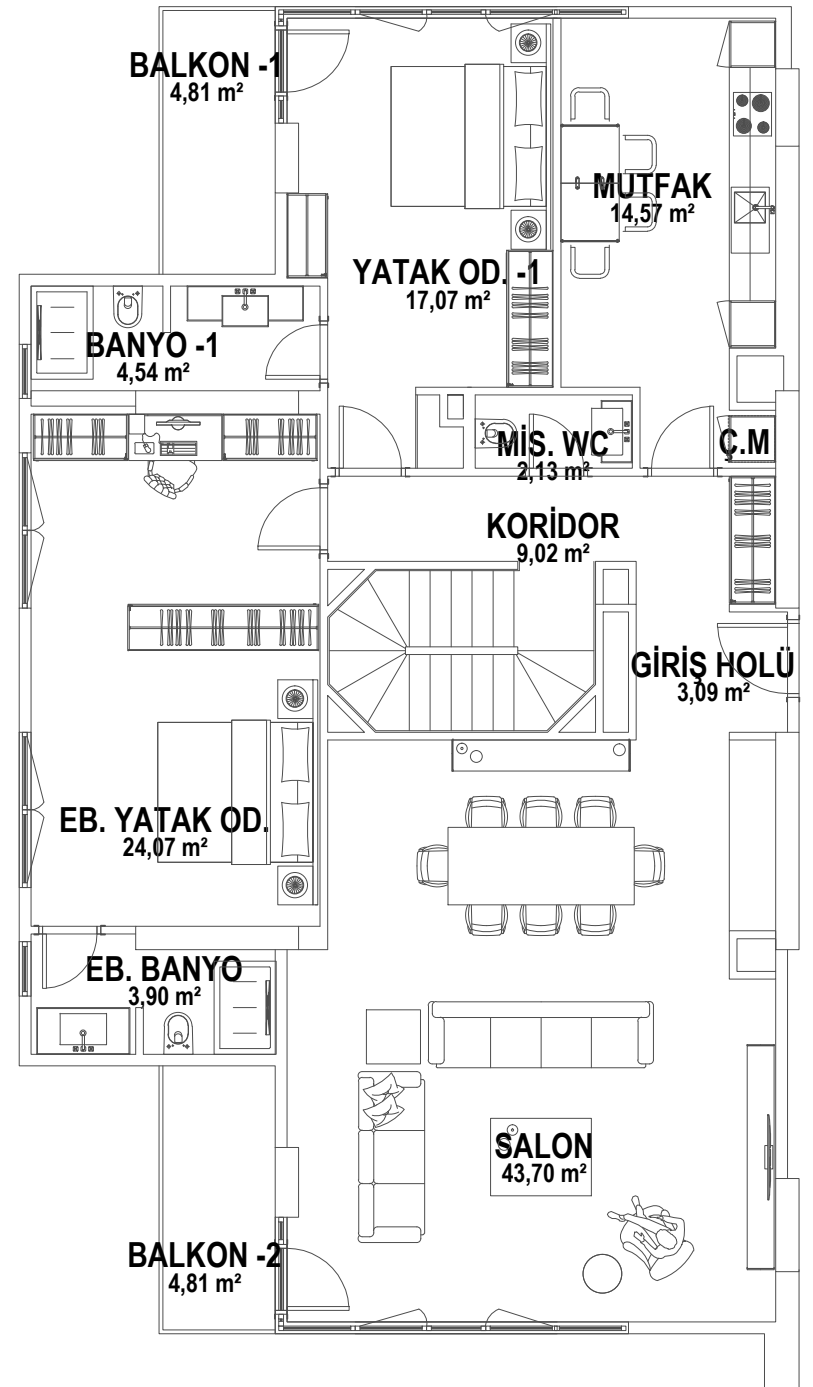 BALKON -1
4,81 m²
MUTFAK
14,57 m²
YATAK OD. -1
17,07 m²
BANYO -1
4,54 m²
MİS. WC
2,13 m²
Ç.M
KORİDOR
9,02 m²
GİRİŞ HOLÜ
3,09 m²
EB. YATAK OD.
24,07 m²
EB. BANYO
3,90 m²
SALON
43,70 m²
BALKON -2
4,81 m²